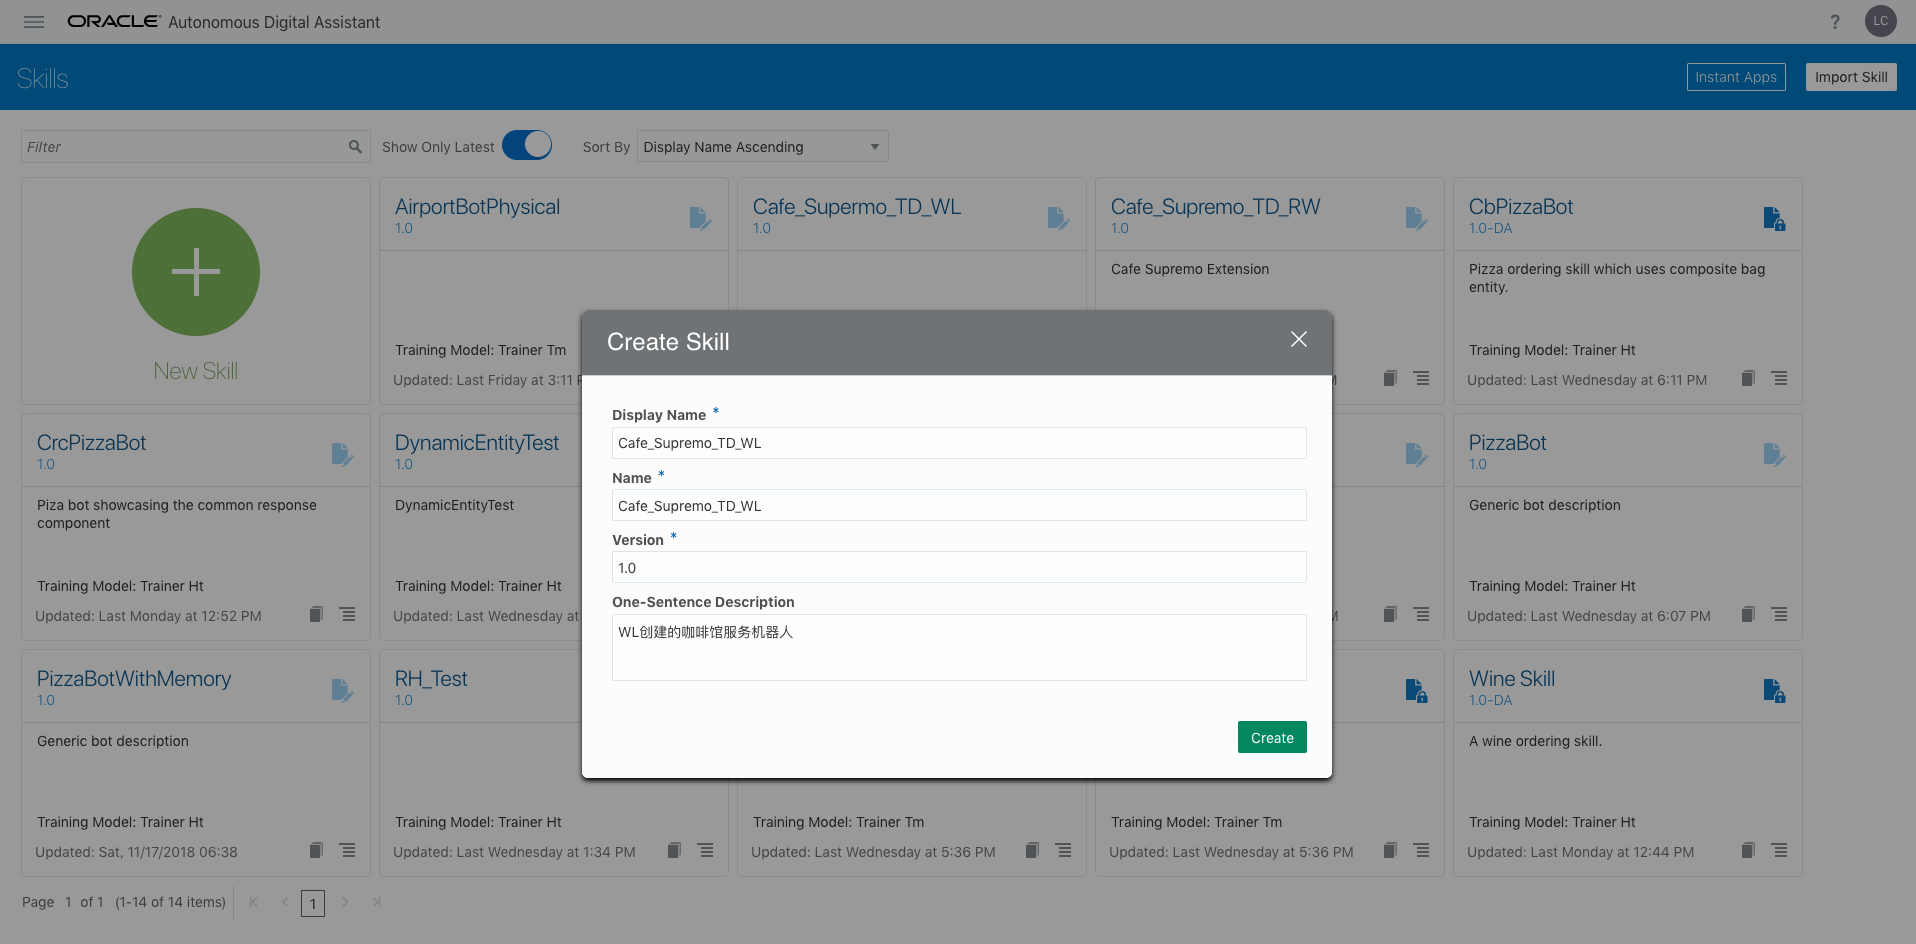 ORACLE Autonomous Digital Assistant
? LC
Skills
Instant Apps
Import Skill
Filter
Show Only Latest
Sort By
Display Name Ascending
New Skill
AirportBotPhysical
1.0
Training Model: Trainer Tm
Updated: Last Friday at 3:11
Cafe_Supermo_TD_WL
1.0
Cafe_Supremo_TD_RW
1.0
Cafe Supremo Extension
CbPizzaBot
1.0-DA
Pizza ordering skill which uses composite bag
entity.
Training Model: Trainer Ht
Updated: Last Wednesday at 6:11 PM
Create Skill
Display Name *
Cafe_Supremo_TD_WL
Name *
Cafe_Supremo_TD_WL
Version *
1.0
One-Sentence Description
WL创建的咖啡馆服务机器人
Create
CrcPizzaBot
1.0
Piza bot showcasing the common response
component
Training Model: Trainer Ht
Updated: Last Monday at 12:52 PM
DynamicEntityTest
1.0
DynamicEntityTest
Training Model: Trainer Ht
Updated: Last Wednesday at
PizzaBot
1.0
Generic bot description
Training Model: Trainer Ht
Updated: Last Wednesday at 6:07 PM
PizzaBotWithMemory
1.0
Generic bot description
Training Model: Trainer Ht
Updated: Sat, 11/17/2018 06:38
RH_Test
1.0
Training Model: Trainer Ht
Updated: Last Wednesday at 1:34 PM
Training Model: Trainer Tm
Updated: Last Wednesday at 5:36 PM
Training Model: Trainer Tm
Updated: Last Wednesday at 5:36 PM
Wine Skill
1.0-DA
A wine ordering skill.
Training Model: Trainer Ht
Updated: Last Monday at 12:44 PM
Page 1 of 1 (1-14 of 14 items) 1